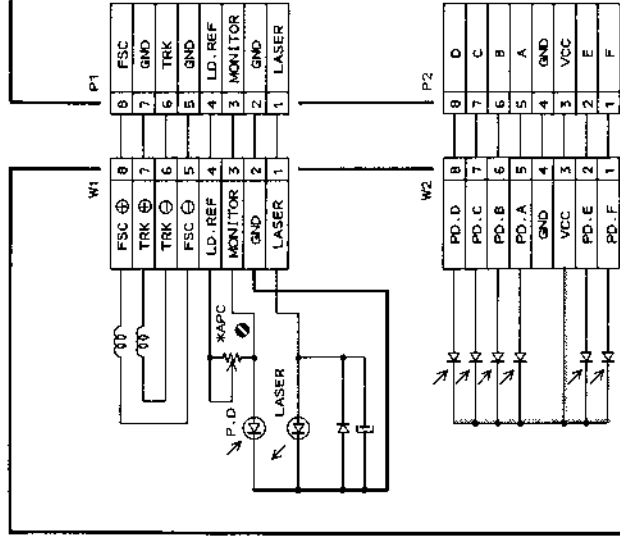 P1
8 FSC
7 GND
6 TRK
5 GND
4 LD.REF
3 MONITOR
2 GND
1 LASER
W1
8 FSC ⊕
7 TRK ⊕
6 TRK ⊖
5 FSC ⊖
4 LD.REF
3 MONITOR
2 GND
1 LASER
*APC
P.D
LASER
P2
8 D
7 C
6 B
5 A
4 GND
3 VCC
2 E
1 F
W2
8 PD.D
7 PD.C
6 PD.B
5 PD.A
4 GND
3 VCC
2 PD.E
1 PD.F